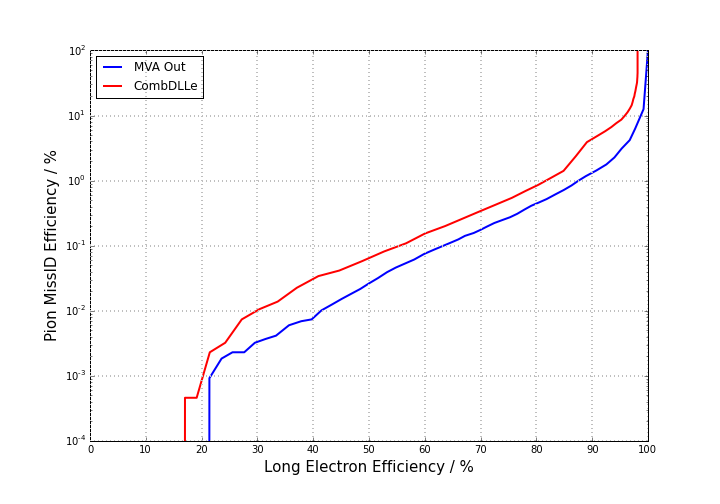 MVA Out
CombDLLe
10²
10¹
10⁰
10⁻¹
10⁻²
10⁻³
10⁻⁴
Pion MissID Efficiency / %
0 10 20 30 40 50 60 70 80 90 100
Long Electron Efficiency / %